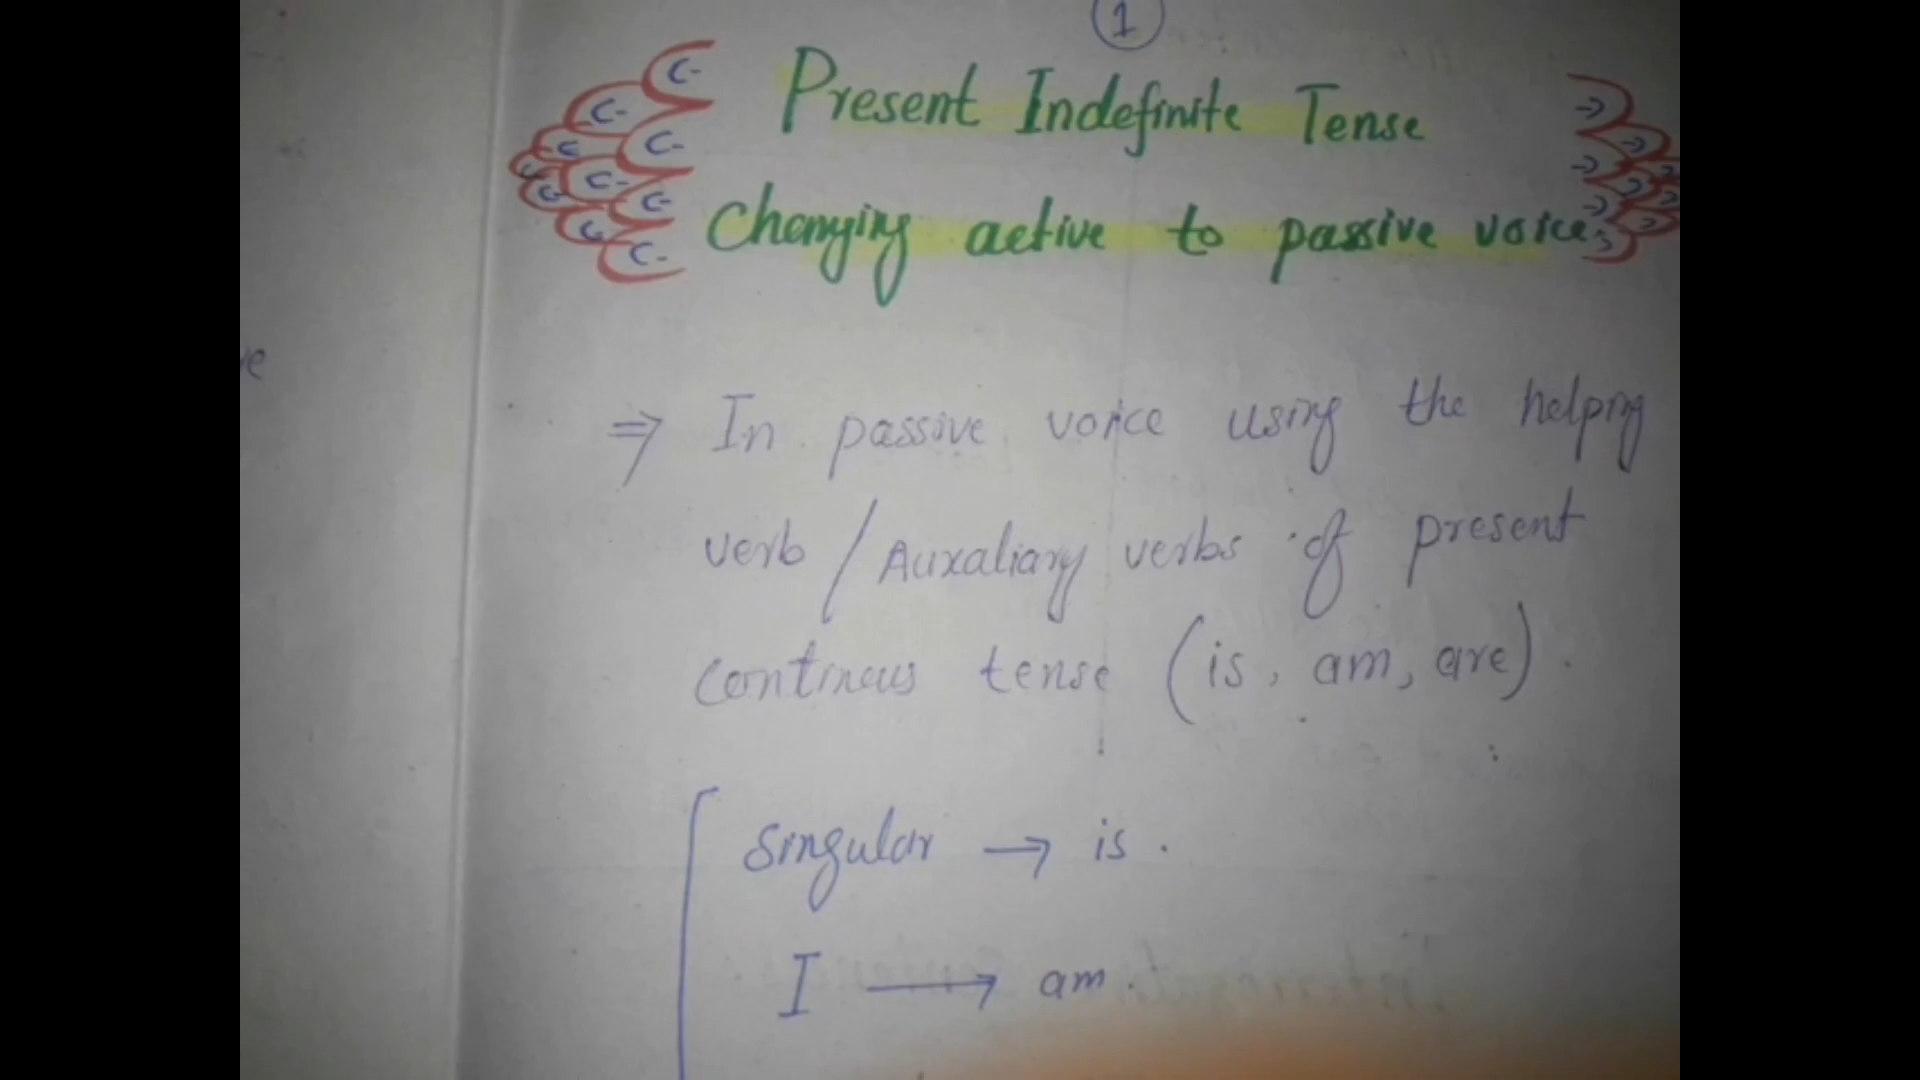 1
Present Indefinite Tense
Changing active to passive voice
⇒ In passive voice using the helping
verb / Auxaliary verbs of present
continous tense (is, am, are).
Singular → is.
I → am.